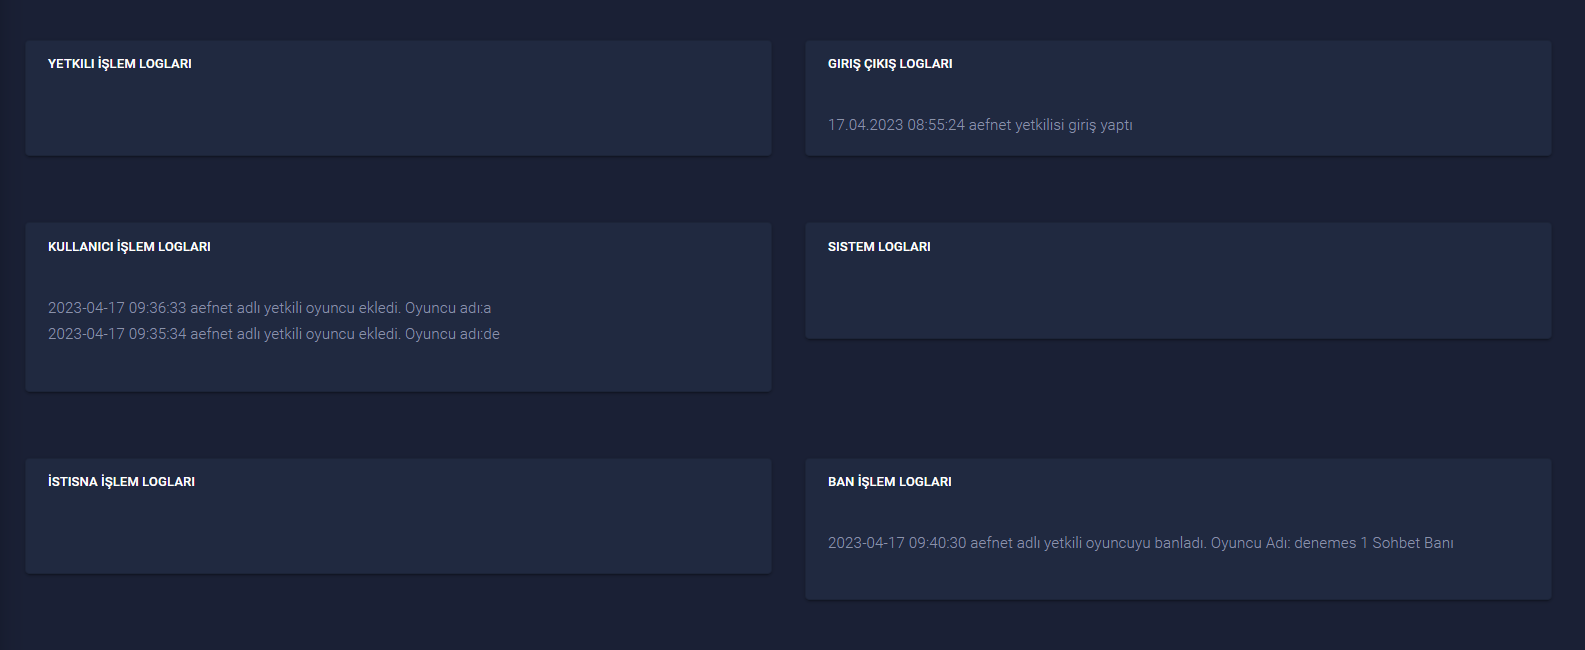 YETKILI İŞLEM LOGLARI
GIRIŞ ÇIKIŞ LOGLARI
17.04.2023 08:55:24 aefnet yetkilisi giriş yaptı
KULLANICI İŞLEM LOGLARI
2023-04-17 09:36:33 aefnet adlı yetkili oyuncu ekledi. Oyuncu adı:a
2023-04-17 09:35:34 aefnet adlı yetkili oyuncu ekledi. Oyuncu adı:de
SISTEM LOGLARI
İSTISNA İŞLEM LOGLARI
BAN İŞLEM LOGLARI
2023-04-17 09:40:30 aefnet adlı yetkili oyuncuyu banladı. Oyuncu Adı: denemes 1 Sohbet Banı